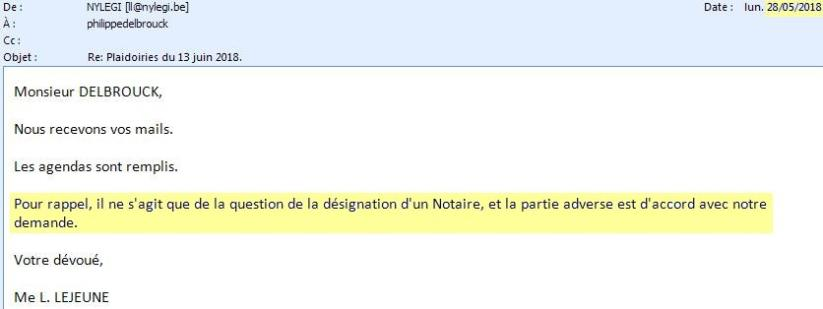 De : NYLEGI [ll@nylegi.be] Date : lun. 28/05/2018
À : philippedelbrouck
Cc :
Objet : Re: Plaidoiries du 13 juin 2018.
Monsieur DELBROUCK,
Nous recevons vos mails.
Les agendas sont remplis.
Pour rappel, il ne s'agit que de la question de la désignation d'un Notaire, et la partie adverse est d'accord avec notre
demande.
Votre dévoué,
Me L. LEJEUNE